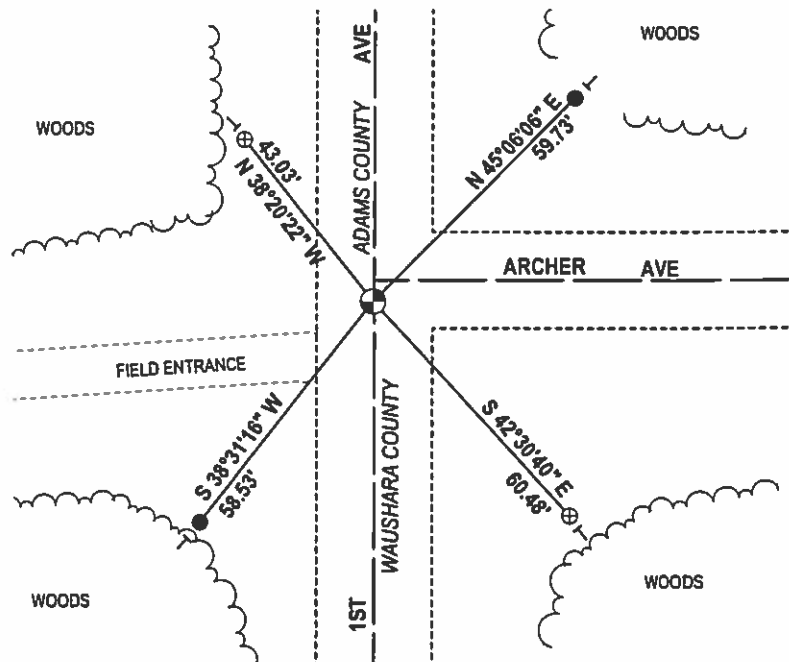 WOODS
WOODS
AVE
ADAMS COUNTY
43.03'
N 38°20'22" W
N 45°06'06" E
59.73'
ARCHER AVE
FIELD ENTRANCE
S 38°31'16" W
58.53'
S 42°30'40" E
60.48'
WAUSHARA COUNTY
1ST
WOODS
WOODS